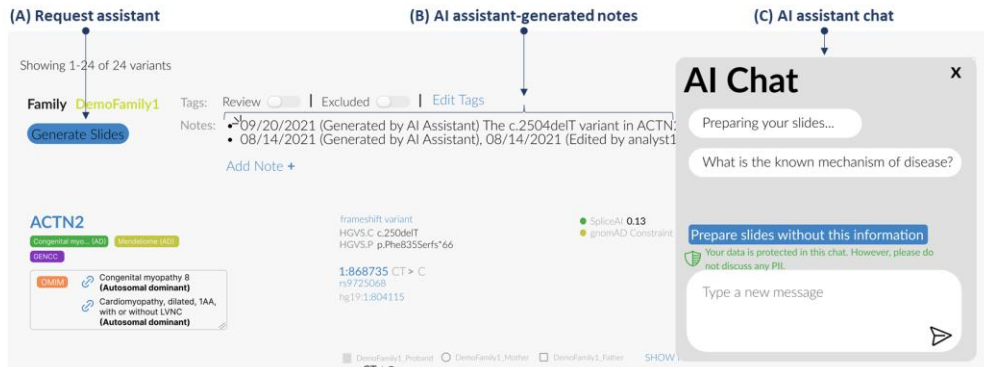 (A) Request assistant
(B) AI assistant-generated notes
(C) AI assistant chat
Showing 1-24 of 24 variants
Family DemoFamily1
Generate Slides
Tags: Review | Excluded | Edit Tags
Notes:
• 09/20/2021 (Generated by AI Assistant) The c.2504delT variant in ACTN2
• 08/14/2021 (Generated by AI Assistant), 08/14/2021 (Edited by analyst1
Add Note +
ACTN2
Congenital myo... (AD) Mendeliome (AD)
GENCC
OMIM
Congenital myopathy 8
(Autosomal dominant)
Cardiomyopathy, dilated, 1AA,
with or without LVNC
(Autosomal dominant)
frameshift variant
HGVS.C c.250delT
HGVS.P p.Phe835Serfs*66
1:868735 CT > C
rs9725068
hg19:1:804115
SpliceAI 0.13
gnomAD Constraint
DemoFamily1_Proband DemoFamily1_Mother DemoFamily1_Father SHOW
AI Chat X
Preparing your slides...
What is the known mechanism of disease?
Prepare slides without this information
Your data is protected in this chat. However, please do
not discuss any PII.
Type a new message